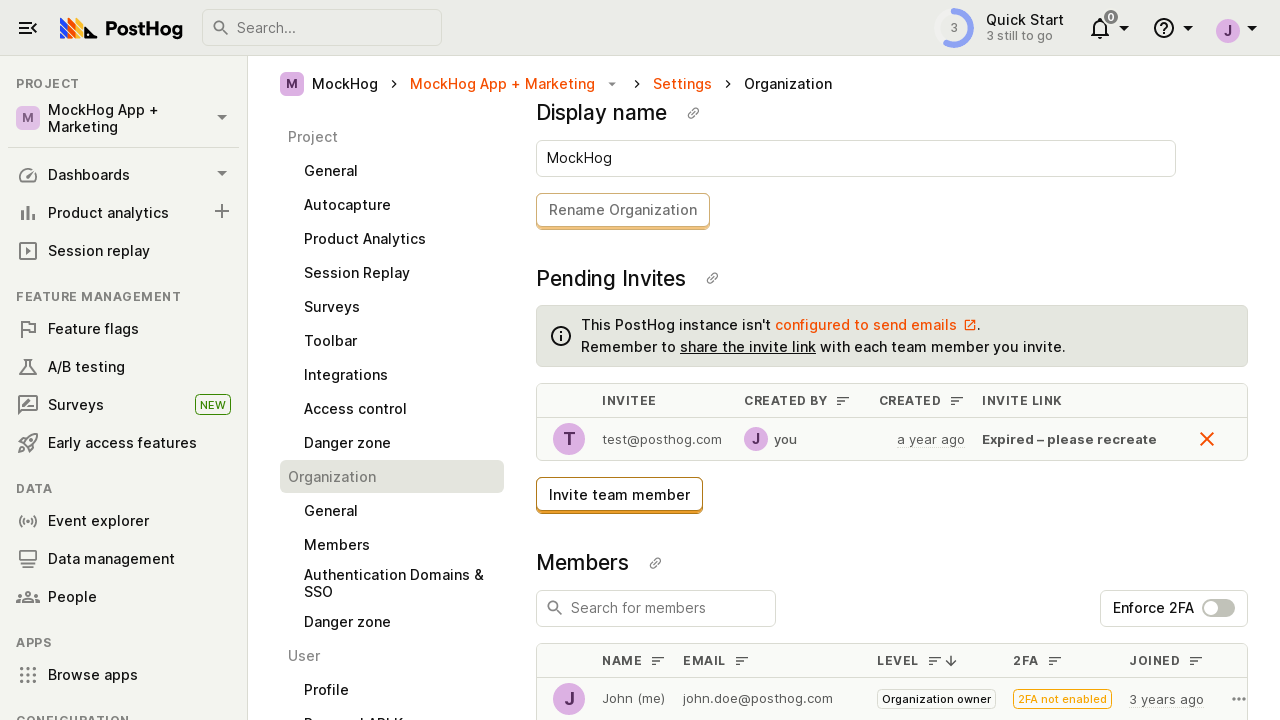 PostHog
Search...
3
Quick Start
3 still to go
0
J
PROJECT
M
MockHog App +
Marketing
Dashboards
Product analytics
Session replay
FEATURE MANAGEMENT
Feature flags
A/B testing
Surveys
NEW
Early access features
DATA
Event explorer
Data management
People
APPS
Browse apps
CONFIGURATION
M
MockHog
MockHog App + Marketing
Settings
Organization
Project
General
Autocapture
Product Analytics
Session Replay
Surveys
Toolbar
Integrations
Access control
Danger zone
Organization
General
Members
Authentication Domains &
SSO
Danger zone
User
Profile
Display name
MockHog
Rename Organization
Pending Invites
This PostHog instance isn't configured to send emails .
Remember to share the invite link with each team member you invite.
INVITEE CREATED BY CREATED INVITE LINK
T test@posthog.com J you a year ago Expired – please recreate
Invite team member
Members
Search for members
Enforce 2FA
NAME EMAIL LEVEL 2FA JOINED
J John (me) john.doe@posthog.com Organization owner 2FA not enabled 3 years ago